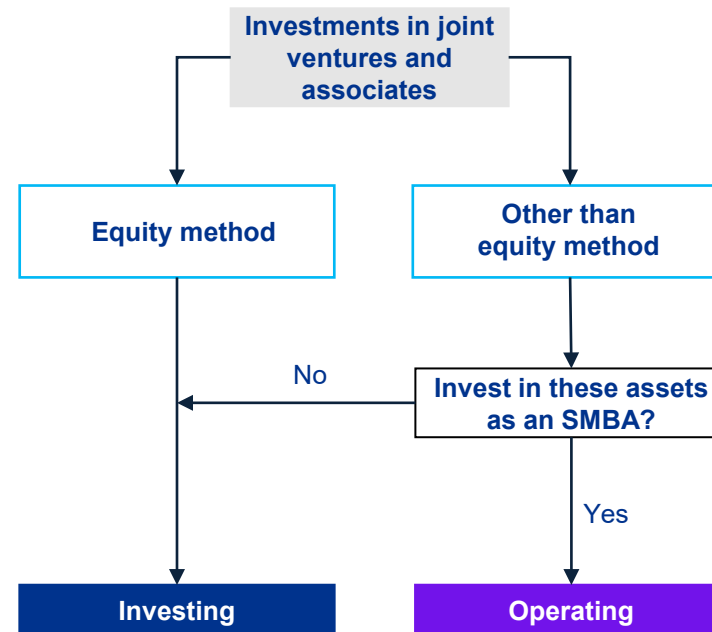 Investments in joint
ventures and
associates
Equity method
Other than
equity method
No
Invest in these assets
as an SMBA?
Yes
Investing
Operating